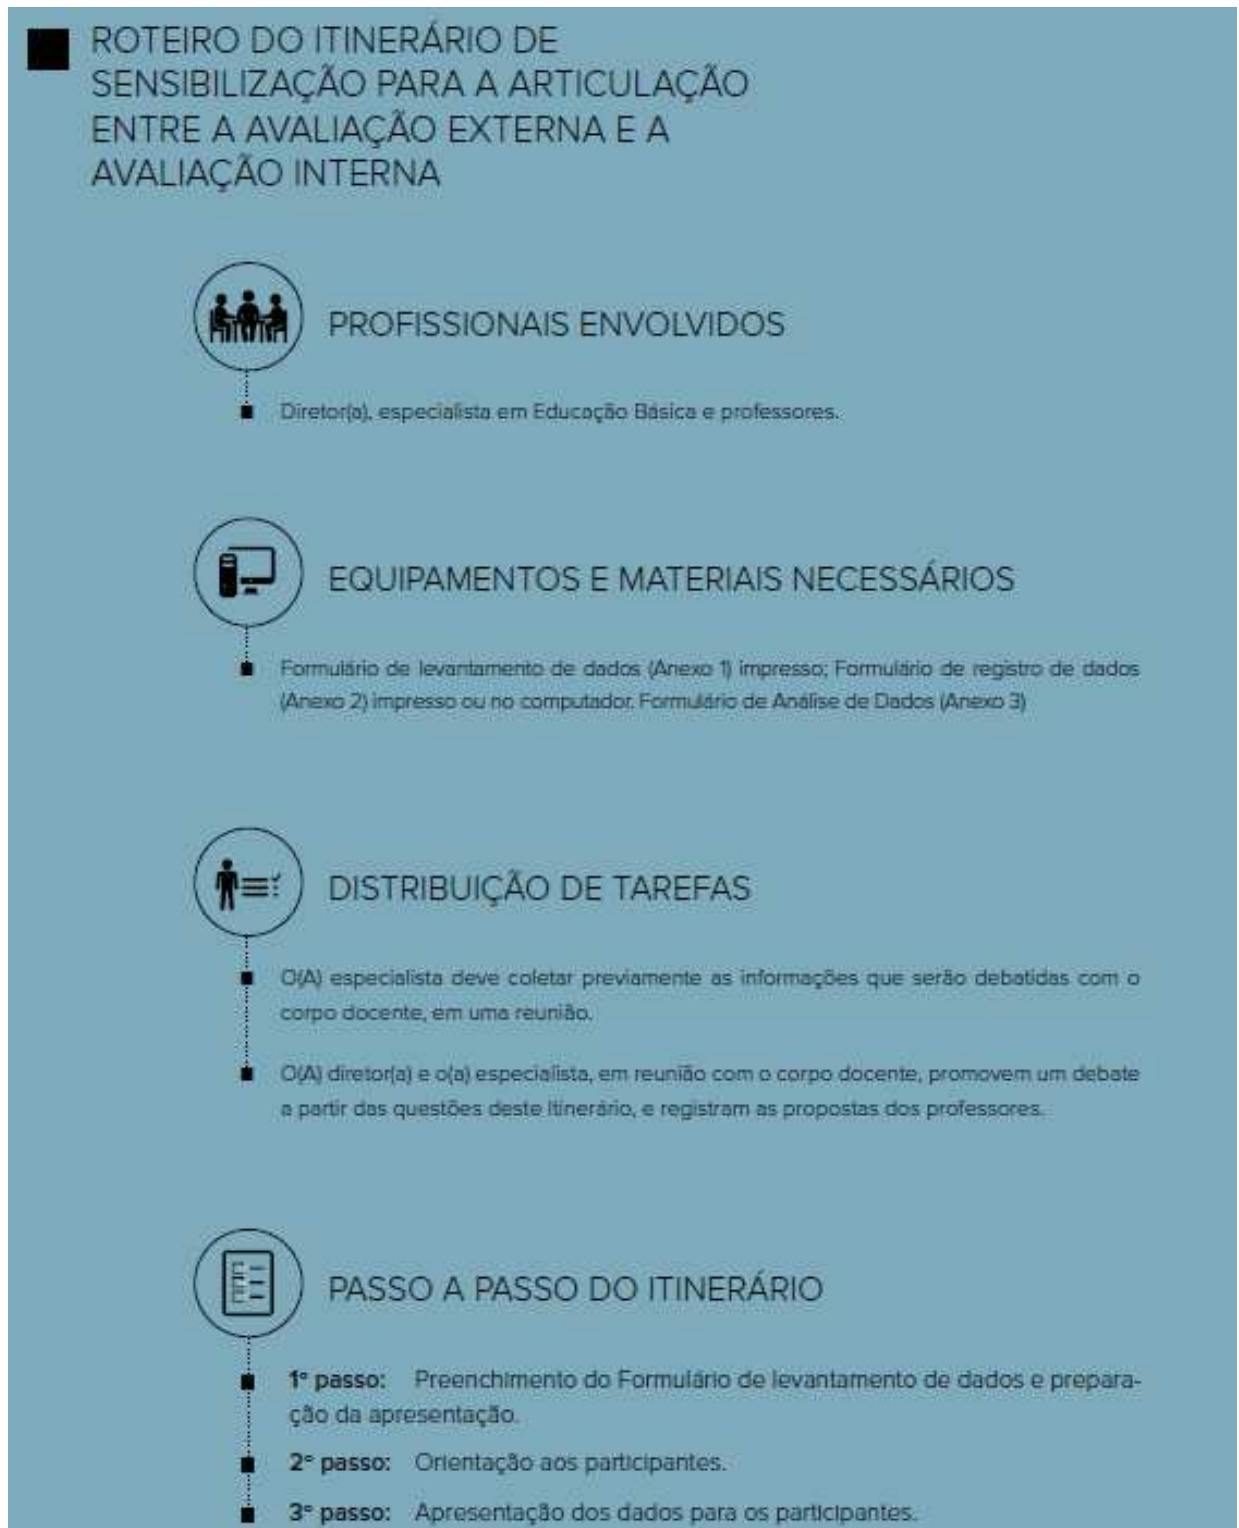 ROTEIRO DO ITINERÁRIO DE
SENSIBILIZAÇÃO PARA A ARTICULAÇÃO
ENTRE A AVALIAÇÃO EXTERNA E A
AVALIAÇÃO INTERNA
PROFISSIONAIS ENVOLVIDOS
Diretor(a), especialista em Educação Básica e professores.
EQUIPAMENTOS E MATERIAIS NECESSÁRIOS
Formulário de levantamento de dados (Anexo 1) impresso; Formulário de registro de dados
(Anexo 2) impresso ou no computador. Formulário de Análise de Dados (Anexo 3)
DISTRIBUIÇÃO DE TAREFAS
O(A) especialista deve coletar previamente as informações que serão debatidas com o
corpo docente, em uma reunião.
O(A) diretor(a) e o(a) especialista, em reunião com o corpo docente, promovem um debate
a partir das questões deste Itinerário, e registram as propostas dos professores.
PASSO A PASSO DO ITINERÁRIO
1º passo: Preenchimento do Formulário de levantamento de dados e prepara-
ção da apresentação.
2º passo: Orientação aos participantes.
3º passo: Apresentação dos dados para os participantes.